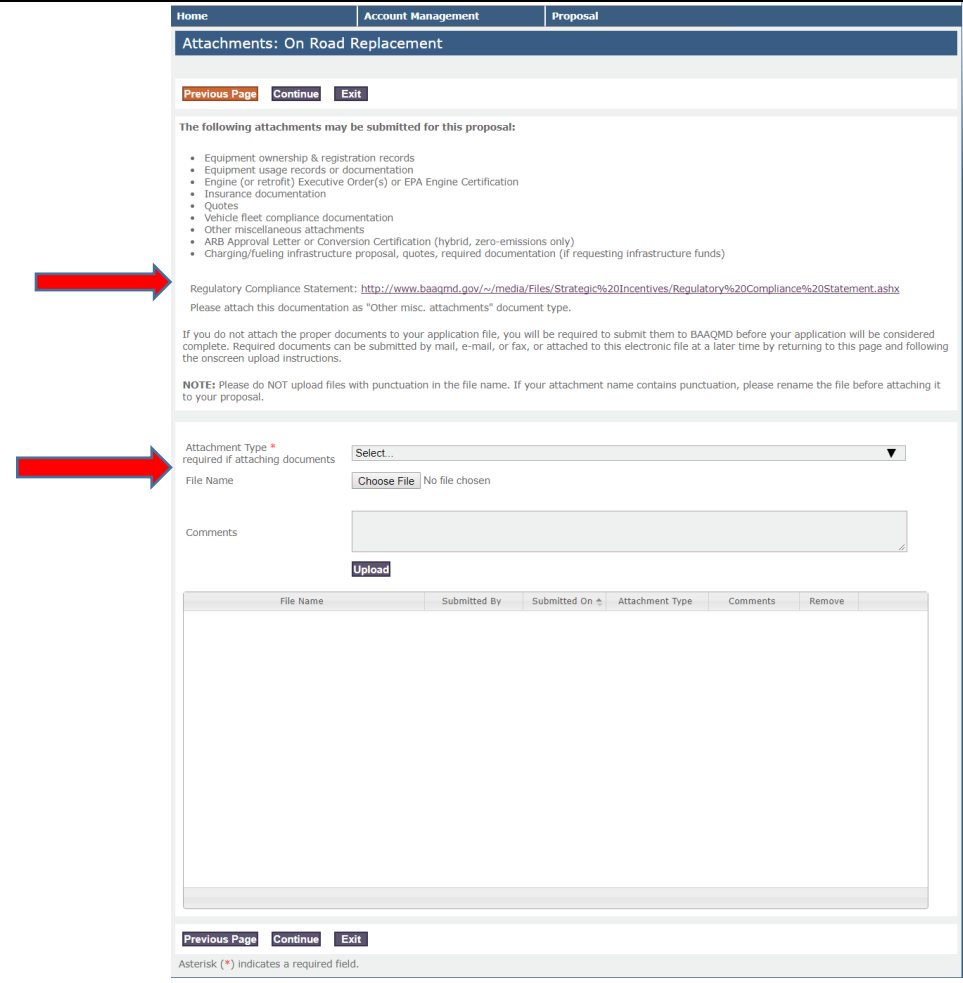 Home Account Management Proposal
Attachments: On Road Replacement
Previous Page Continue Exit
The following attachments may be submitted for this proposal:
• Equipment ownership & registration records
• Equipment usage records or documentation
• Engine (or retrofit) Executive Order(s) or EPA Engine Certification
• Insurance documentation
• Quotes
• Vehicle fleet compliance documentation
• Other miscellaneous attachments
• ARB Approval Letter or Conversion Certification (hybrid, zero-emissions only)
• Charging/fueling infrastructure proposal, quotes, required documentation (if requesting infrastructure funds)
Regulatory Compliance Statement: http://www.baaqmd.gov/~/media/Files/Strategic%20Incentives/Regulatory%20Compliance%20Statement.ashx
Please attach this documentation as "Other misc. attachments" document type.
If you do not attach the proper documents to your application file, you will be required to submit them to BAAQMD before your application will be considered
complete. Required documents can be submitted by mail, e-mail, or fax, or attached to this electronic file at a later time by returning to this page and following
the onscreen upload instructions.
NOTE: Please do NOT upload files with punctuation in the file name. If your attachment name contains punctuation, please rename the file before attaching it
to your proposal.
Attachment Type *
required if attaching documents
Select...
File Name
Choose File No file chosen
Comments
Upload
File Name Submitted By Submitted On Attachment Type Comments Remove
Previous Page Continue Exit
Asterisk (*) indicates a required field.